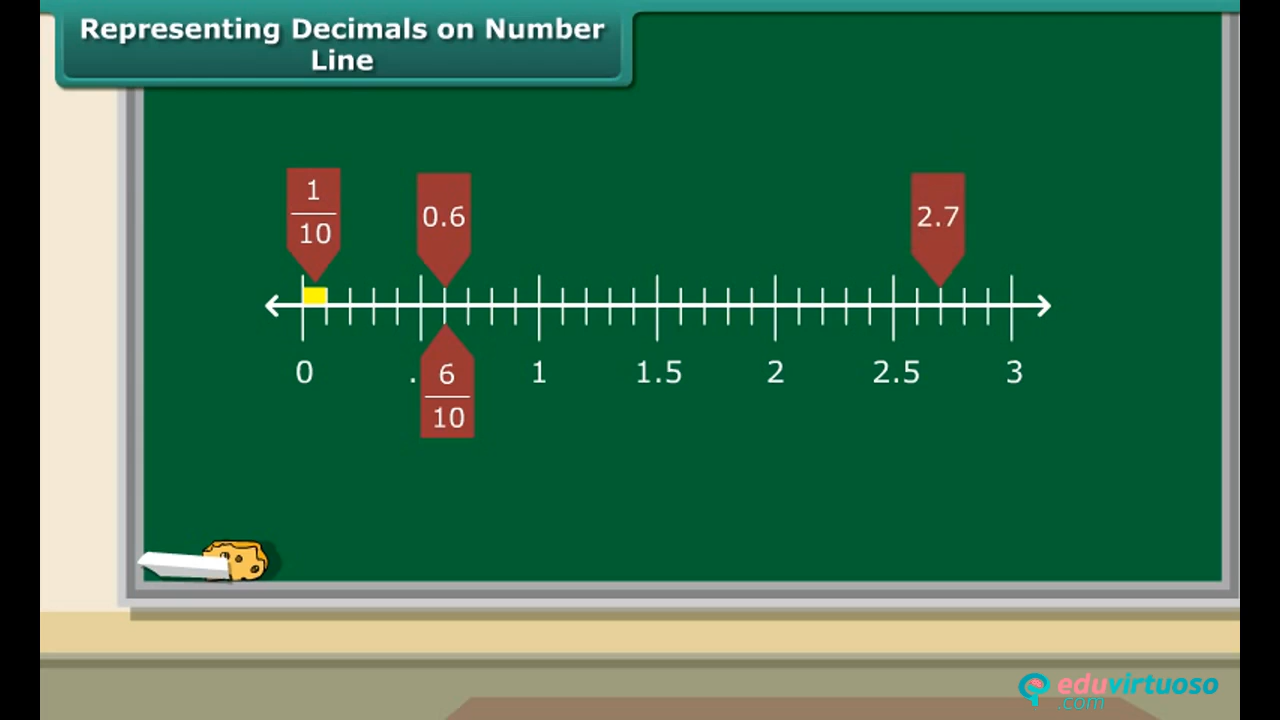 Representing Decimals on Number
Line
1
10
0.6
2.7
0 . 1 1.5 2 2.5 3
6
10
eduvirtuoso
.com